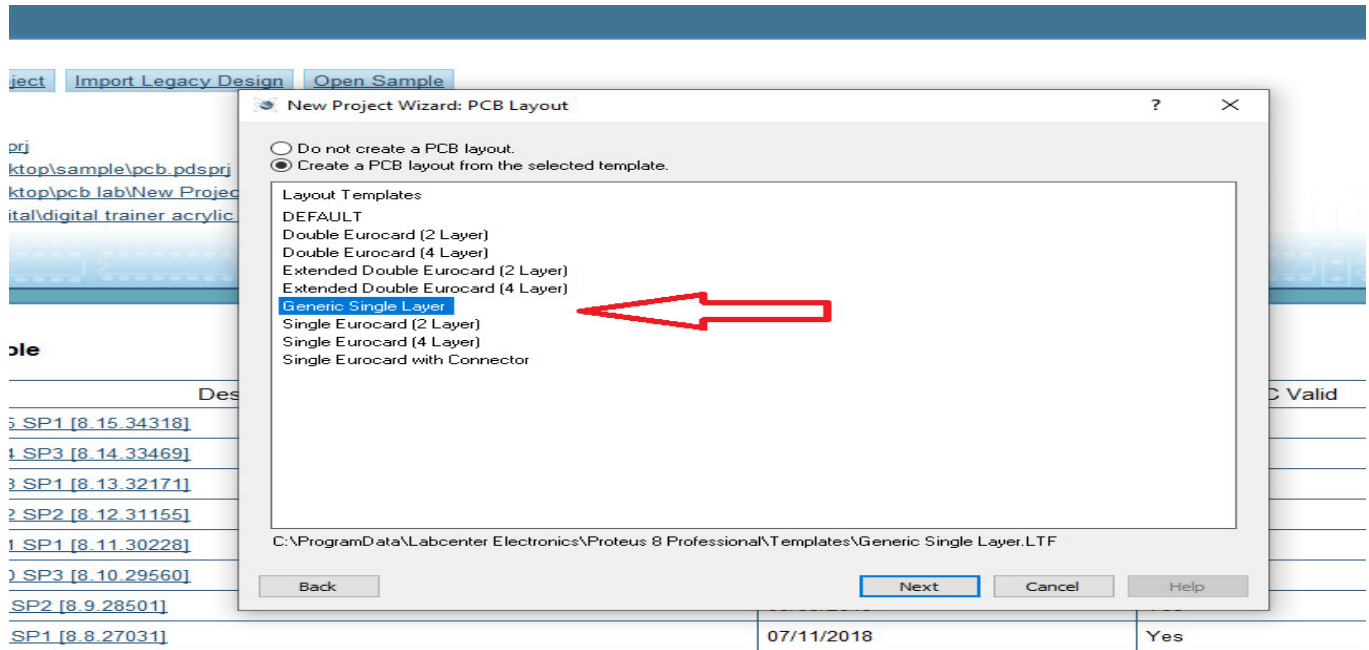 ject Import Legacy Design Open Sample
New Project Wizard: PCB Layout ? ×
Do not create a PCB layout.
Create a PCB layout from the selected template.
prj
ktop\sample\pcb.pdsprj
ktop\pcb lab\New Projec
ital\digital trainer acrylic
Layout Templates
DEFAULT
Double Eurocard (2 Layer)
Double Eurocard (4 Layer)
Extended Double Eurocard (2 Layer)
Extended Double Eurocard (4 Layer)
Generic Single Layer
Single Eurocard (2 Layer)
Single Eurocard (4 Layer)
Single Eurocard with Connector
ple
Des C Valid
5 SP1 [8.15.34318]
4 SP3 [8.14.33469]
3 SP1 [8.13.32171]
2 SP2 [8.12.31155]
1 SP1 [8.11.30228]
0 SP3 [8.10.29560]
SP2 [8.9.28501]
SP1 [8.8.27031] 07/11/2018 Yes
C:\ProgramData\Labcenter Electronics\Proteus 8 Professional\Templates\Generic Single Layer.LTF
Back Next Cancel Help